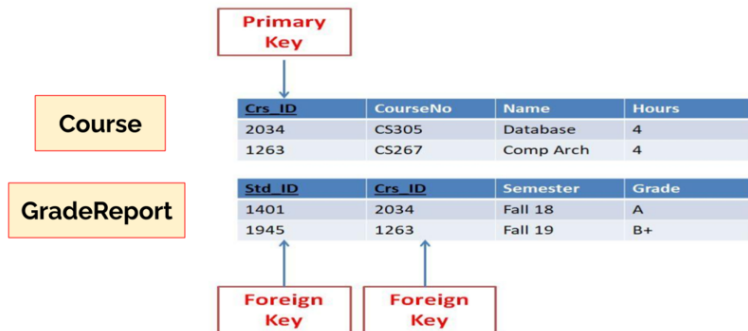 Primary
Key
Course
Crs_ID CourseNo Name Hours
2034 CS305 Database 4
1263 CS267 Comp Arch 4
GradeReport
Std_ID Crs_ID Semester Grade
1401 2034 Fall 18 A
1945 1263 Fall 19 B+
Foreign
Key
Foreign
Key